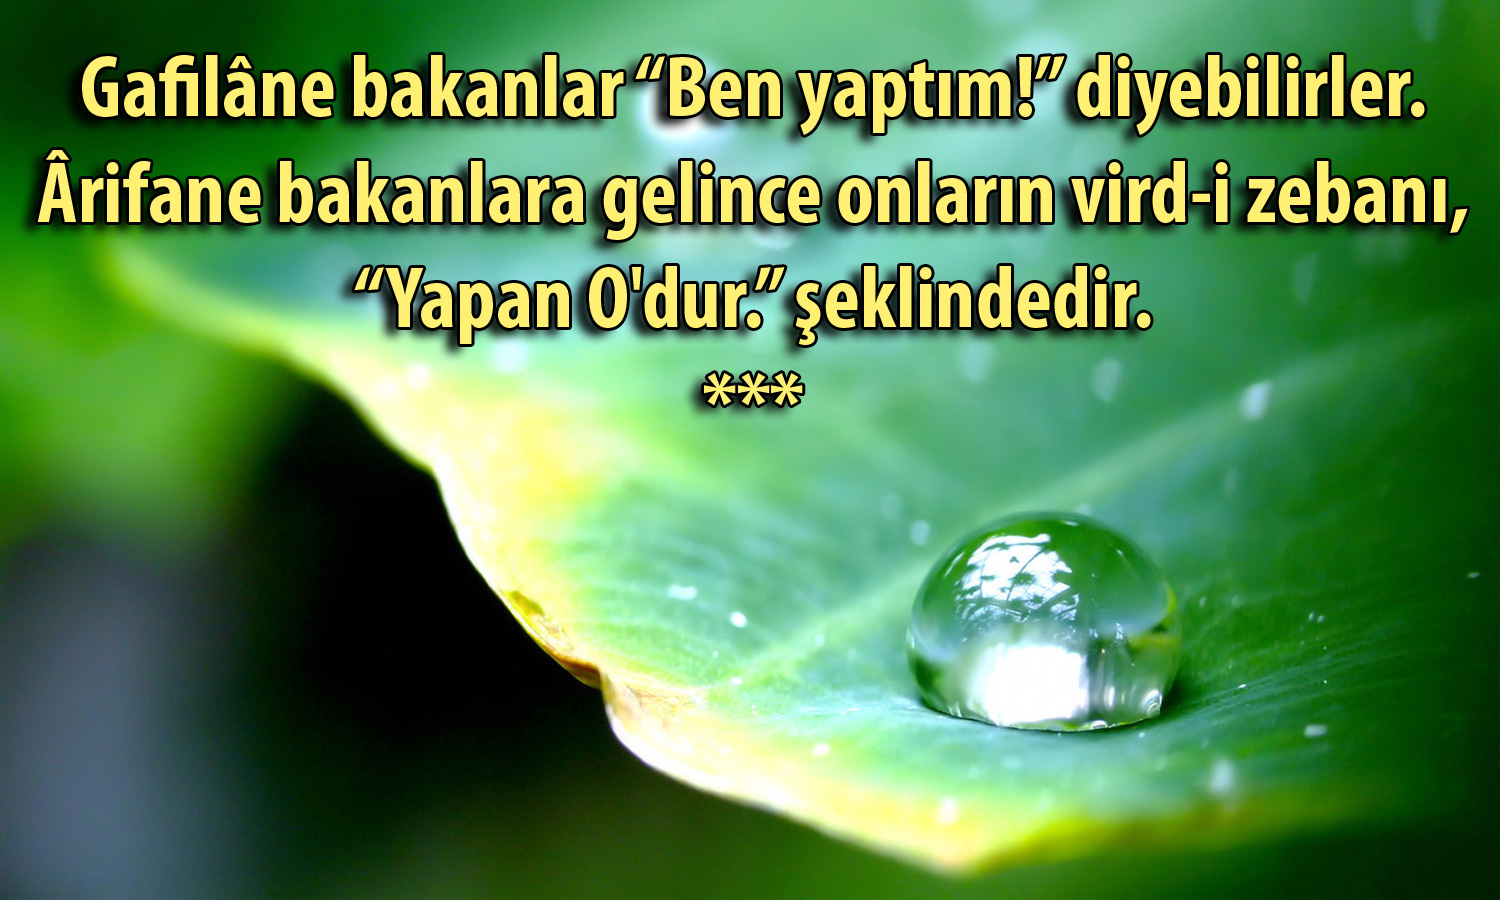 Gafilâne bakanlar “Ben yaptım!” diyebilirler.
Ârifane bakanlara gelince onların vird-i zebanı,
“Yapan O'dur.” şeklindedir.
***